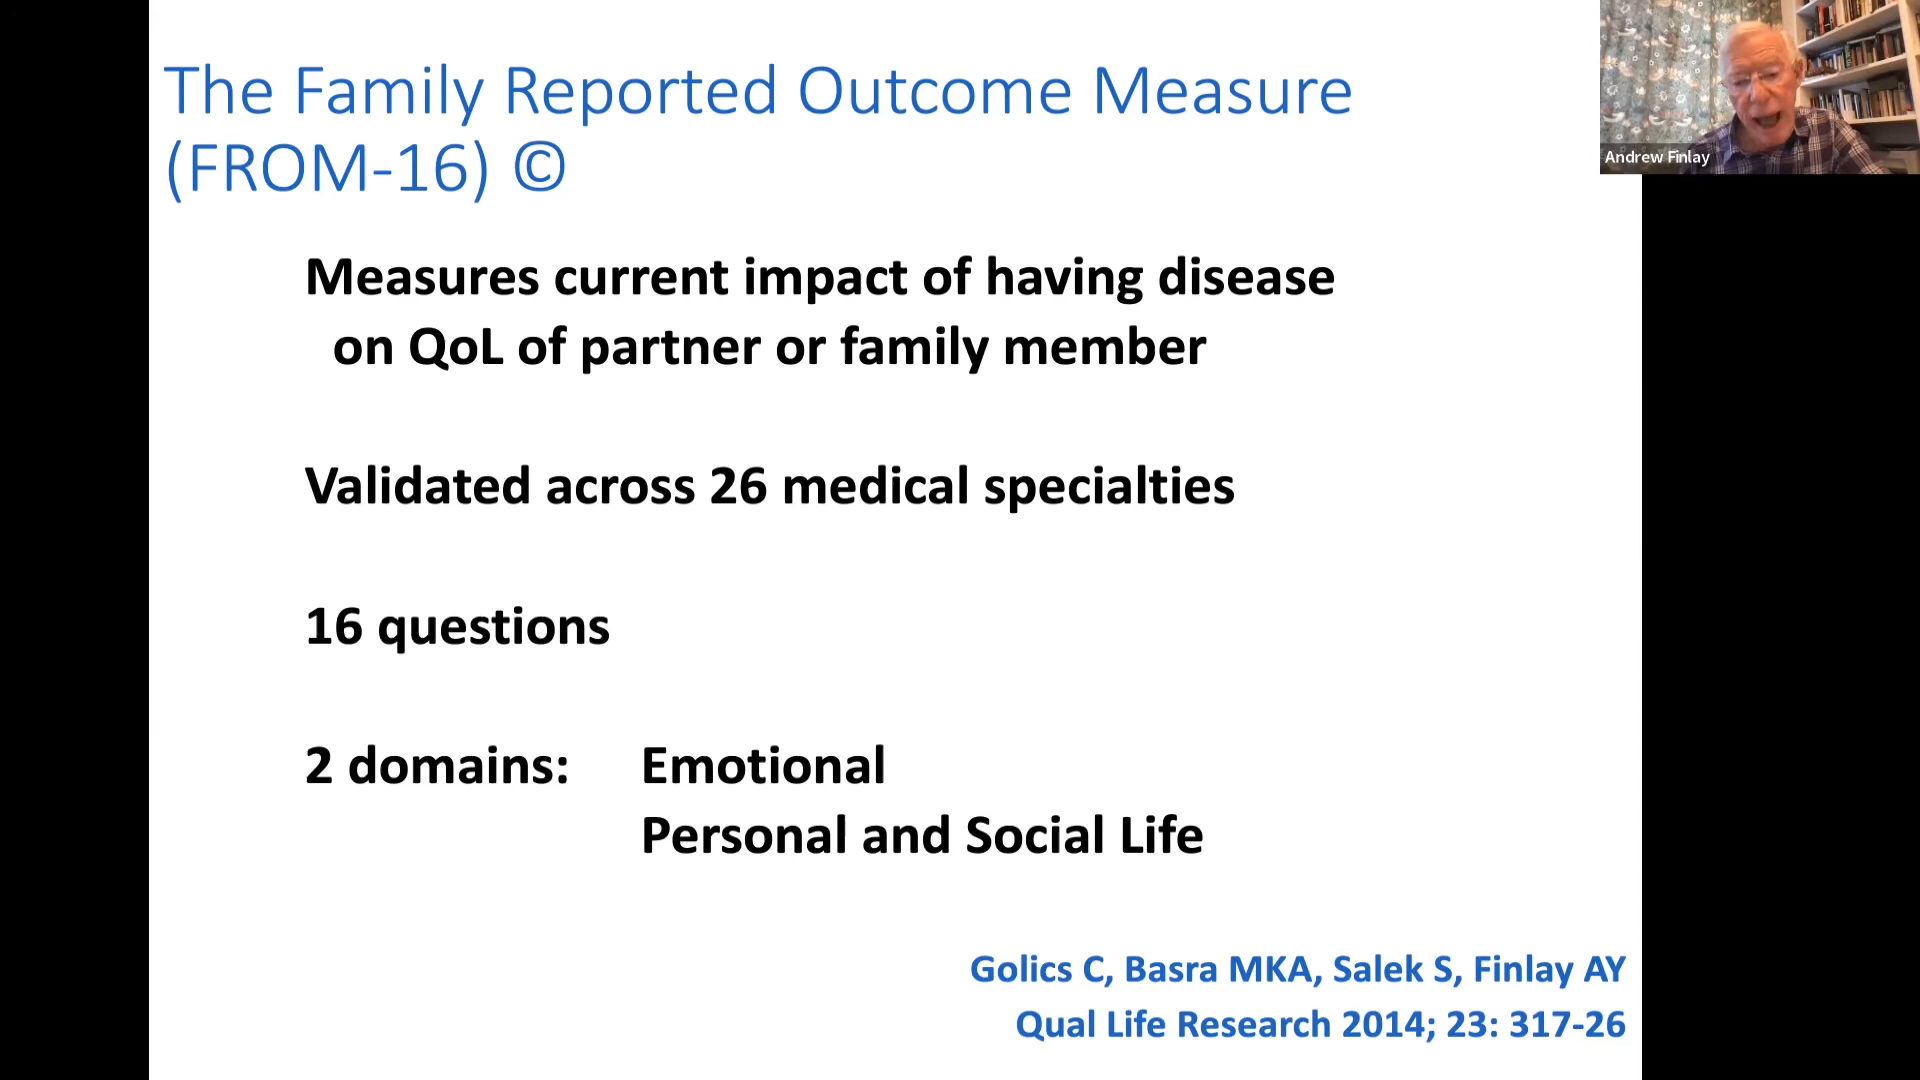 The Family Reported Outcome Measure
(FROM-16) ©
Measures current impact of having disease
on QoL of partner or family member
Validated across 26 medical specialties
16 questions
2 domains: Emotional
Personal and Social Life
Golics C, Basra MKA, Salek S, Finlay AY
Qual Life Research 2014; 23: 317-26
Andrew Finlay